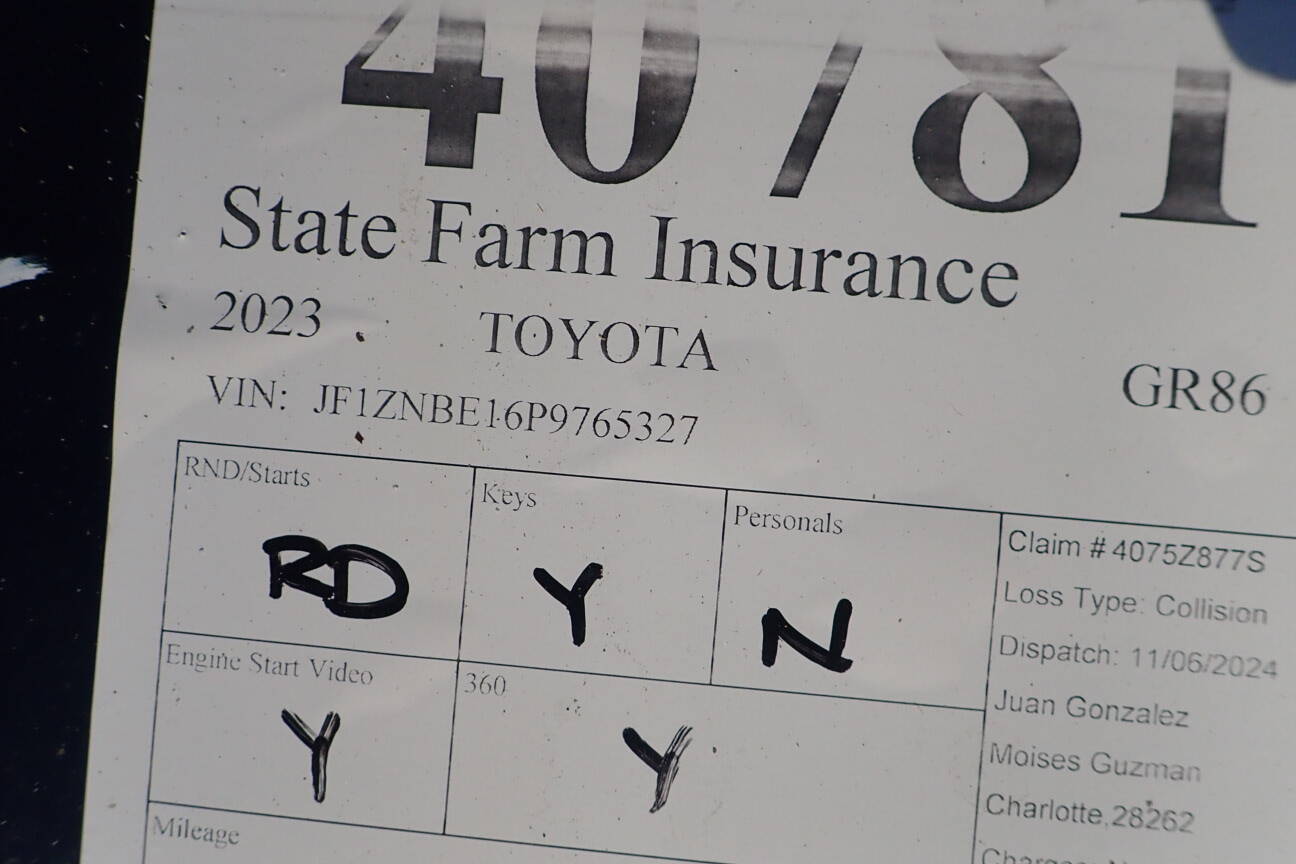 40781
State Farm Insurance
2023 TOYOTA GR86
VIN: JF1ZNBE16P9765327
RND/Starts
RD
Keys
Y
Personals
N
Engine Start Video
Y
360
Y
Mileage
Claim # 4075Z877S
Loss Type: Collision
Dispatch: 11/06/2024
Juan Gonzalez
Moises Guzman
Charlotte,28262